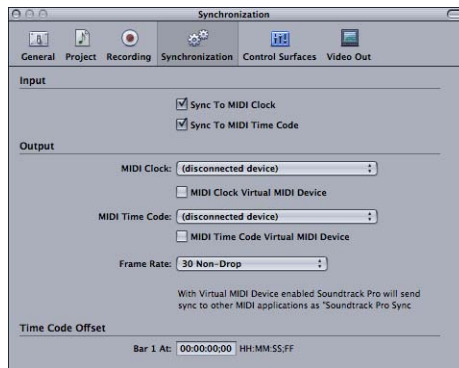 Synchronization
General Project Recording Synchronization Control Surfaces Video Out
Input
Sync To MIDI Clock
Sync To MIDI Time Code
Output
MIDI Clock: (disconnected device)
MIDI Clock Virtual MIDI Device
MIDI Time Code: (disconnected device)
MIDI Time Code Virtual MIDI Device
Frame Rate: 30 Non-Drop
With Virtual MIDI Device enabled Soundtrack Pro will send
sync to other MIDI applications as "Soundtrack Pro Sync
Time Code Offset
Bar 1 At: 00:00:00;00 HH:MM:SS;FF